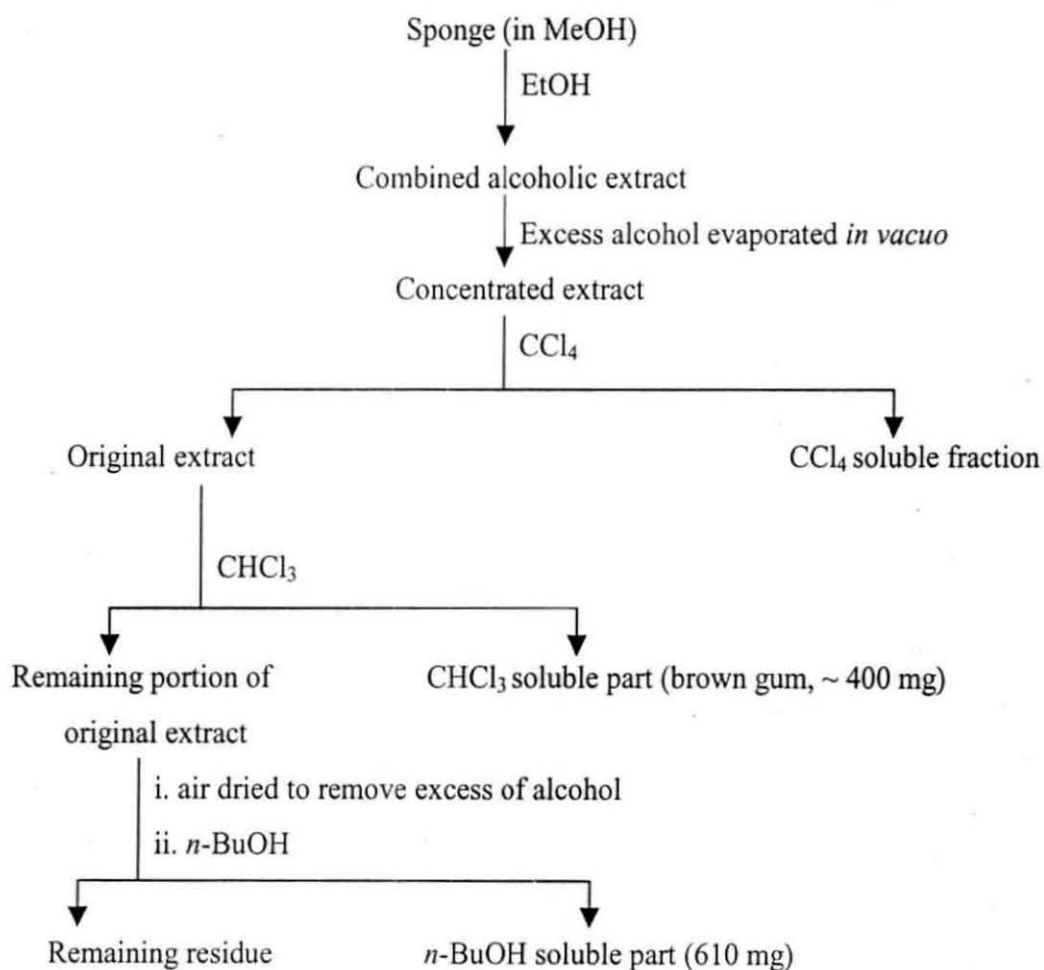 Sponge (in MeOH)
EtOH
Combined alcoholic extract
Excess alcohol evaporated in vacuo
Concentrated extract
CCl₄
Original extract
CCl₄ soluble fraction
CHCl₃
Remaining portion of
original extract
CHCl₃ soluble part (brown gum, ~ 400 mg)
i. air dried to remove excess of alcohol
ii. n-BuOH
Remaining residue
n-BuOH soluble part (610 mg)